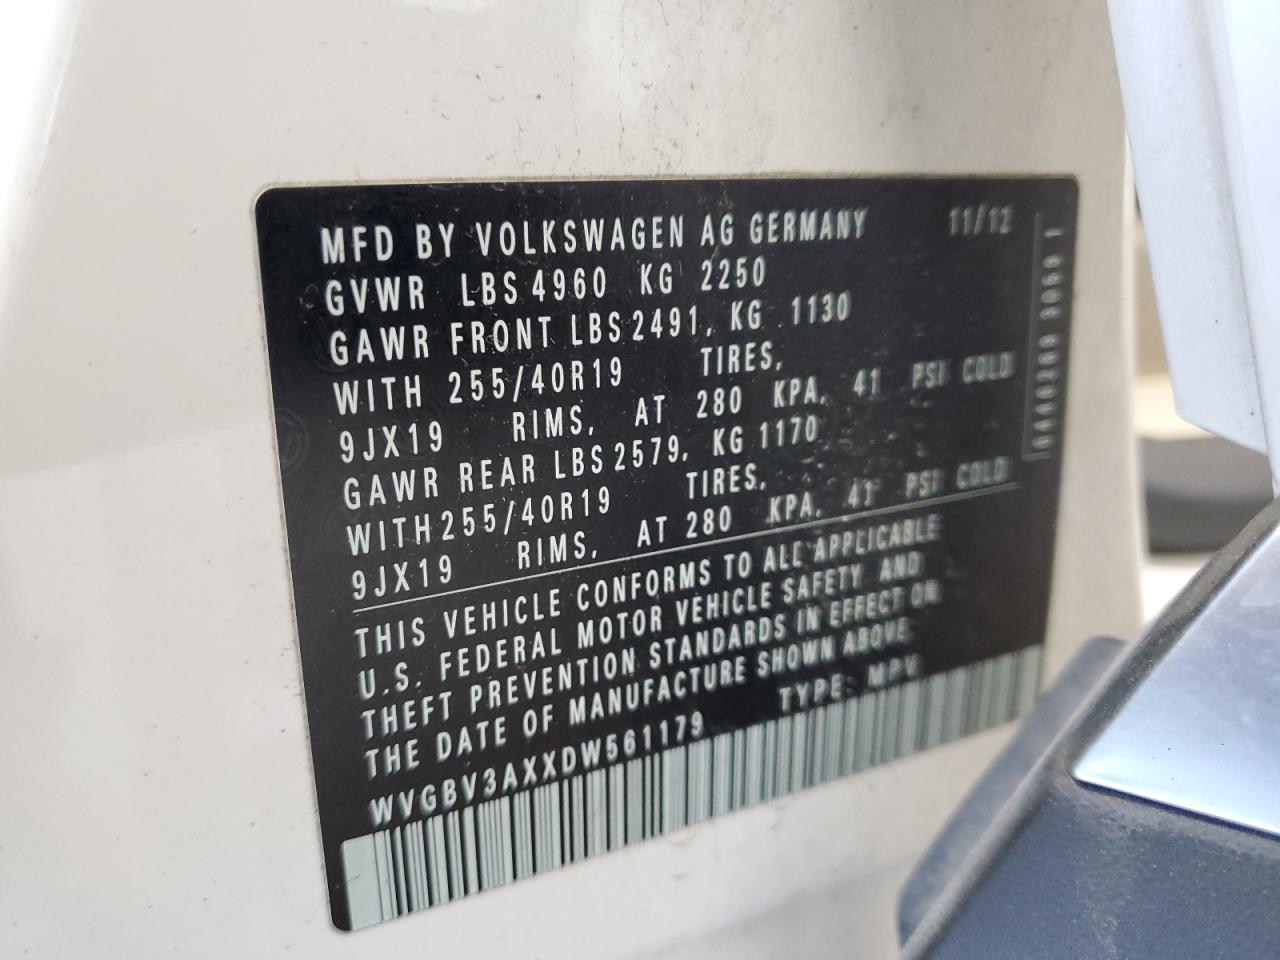 MFD BY VOLKSWAGEN AG GERMANY 11/12
GVWR LBS 4960 KG 2250
GAWR FRONT LBS 2491, KG 1130
WITH 255/40R19 TIRES,
9JX19 RIMS, AT 280 KPA, 41 PSI COLD
GAWR REAR LBS 2579, KG 1170
WITH 255/40R19 TIRES,
9JX19 RIMS, AT 280 KPA, 41 PSI COLD
THIS VEHICLE CONFORMS TO ALL APPLICABLE
U.S. FEDERAL MOTOR VEHICLE SAFETY AND
THEFT PREVENTION STANDARDS IN EFFECT ON
THE DATE OF MANUFACTURE SHOWN ABOVE
WVGBV3AXXDW561179 TYPE: MPV